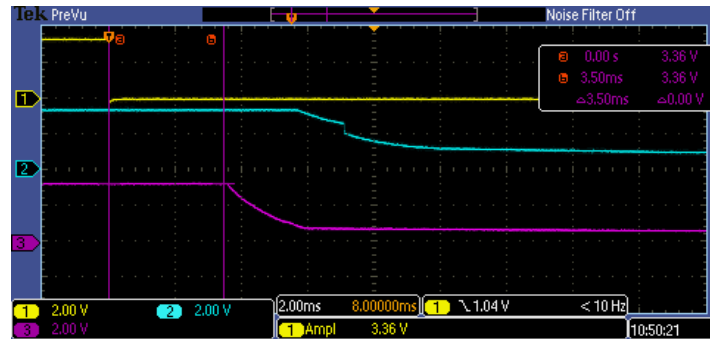 Tek PreVu Noise Filter Off
a b
a 0.00 s 3.36 V
b 3.50ms 3.36 V
△3.50ms △0.00 V
1
2
3
1 2.00 V 2 2.00 V 2.00ms 8.00000ms 1 \ 1.04 V < 10 Hz
3 2.00 V 1 Ampl 3.36 V 10:50:21